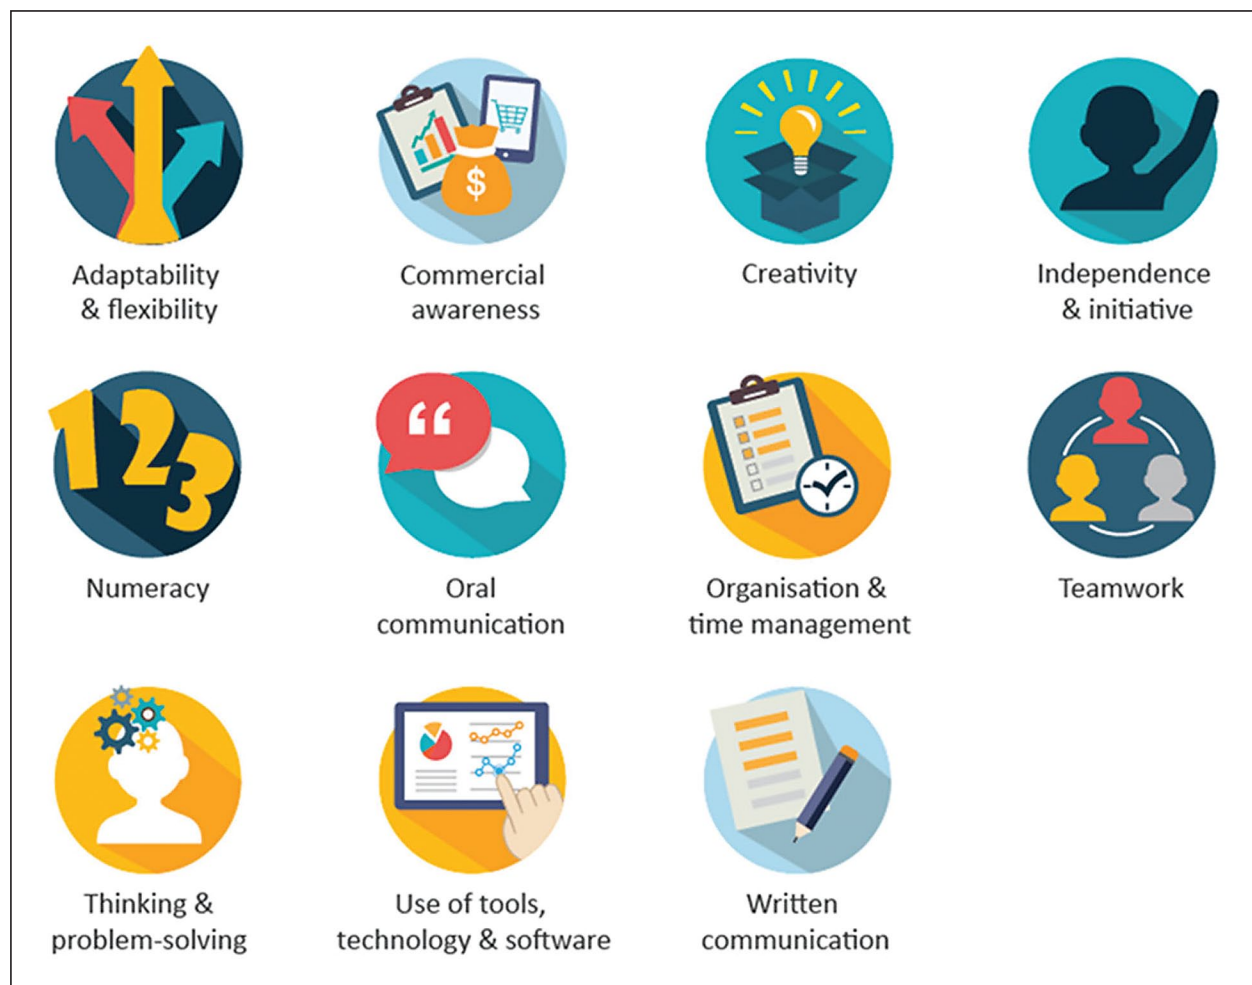 Adaptability
& flexibility
Commercial
awareness
$
Creativity
Independence
& initiative
123
Numeracy
“
Oral
communication
Organisation &
time management
Teamwork
Thinking &
problem-solving
Use of tools,
technology & software
Written
communication